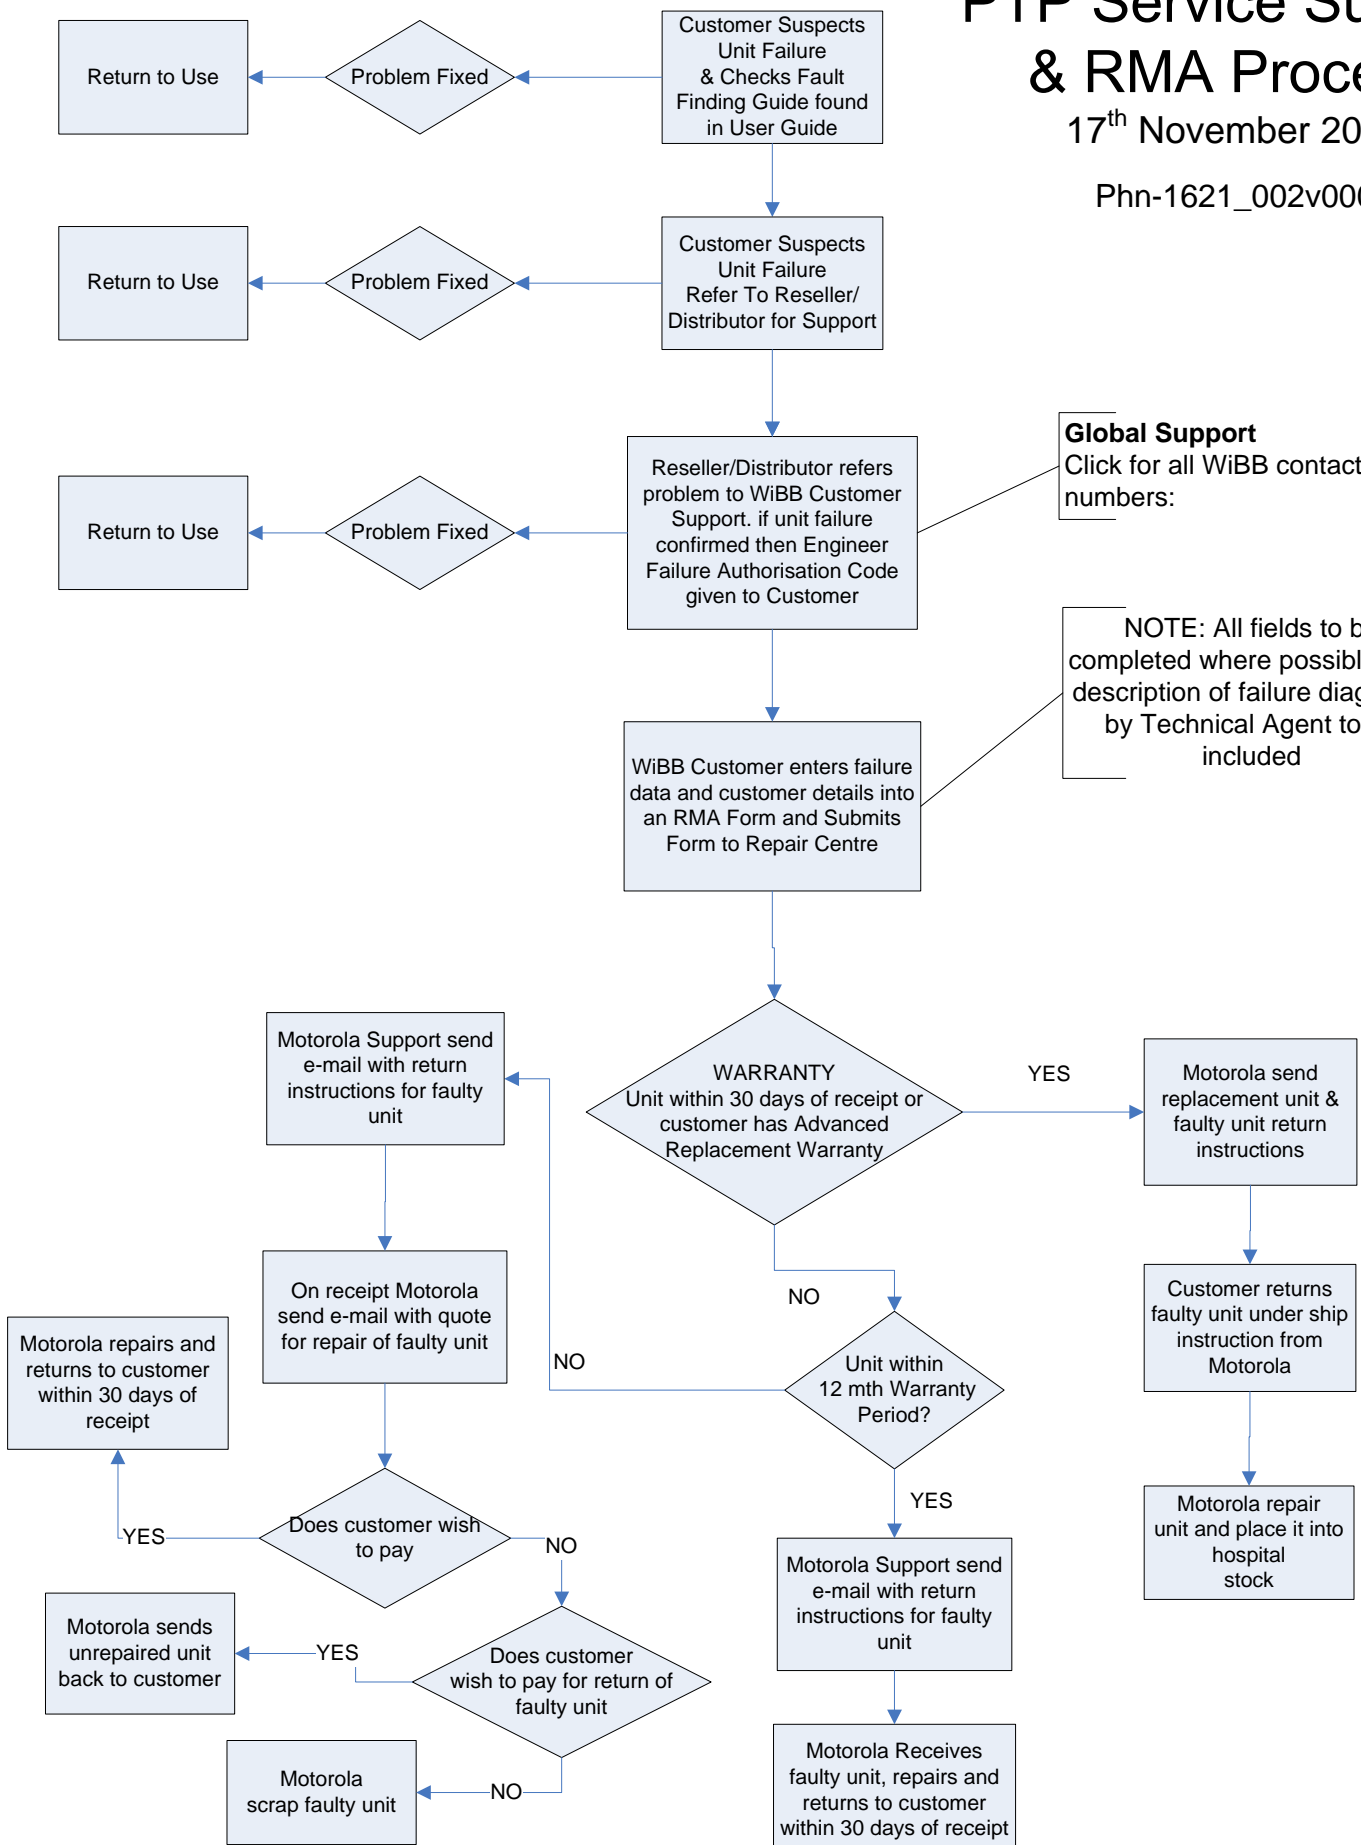 PTP Service Su
& RMA Proce
17th November 20
Phn-1621_002v00
Customer Suspects
Unit Failure
& Checks Fault
Finding Guide found
in User Guide
Problem Fixed
Return to Use
Customer Suspects
Unit Failure
Refer To Reseller/
Distributor for Support
Problem Fixed
Return to Use
Global Support
Click for all WiBB contact
numbers:
Reseller/Distributor refers
problem to WiBB Customer
Support. if unit failure
confirmed then Engineer
Failure Authorisation Code
given to Customer
Problem Fixed
Return to Use
NOTE: All fields to b
completed where possibl
description of failure diag
by Technical Agent to
included
WiBB Customer enters failure
data and customer details into
an RMA Form and Submits
Form to Repair Centre
WARRANTY
Unit within 30 days of receipt or
customer has Advanced
Replacement Warranty
YES
Motorola send
replacement unit &
faulty unit return
instructions
Customer returns
faulty unit under ship
instruction from
Motorola
Motorola repair
unit and place it into
hospital
stock
NO
Unit within
12 mth Warranty
Period?
YES
Motorola Support send
e-mail with return
instructions for faulty
unit
Motorola Receives
faulty unit, repairs and
returns to customer
within 30 days of receipt
NO
Motorola Support send
e-mail with return
instructions for faulty
unit
On receipt Motorola
send e-mail with quote
for repair of faulty unit
Does customer wish
to pay
YES
Motorola repairs and
returns to customer
within 30 days of
receipt
NO
Does customer
wish to pay for return of
faulty unit
YES
Motorola sends
unrepaired unit
back to customer
NO
Motorola
scrap faulty unit